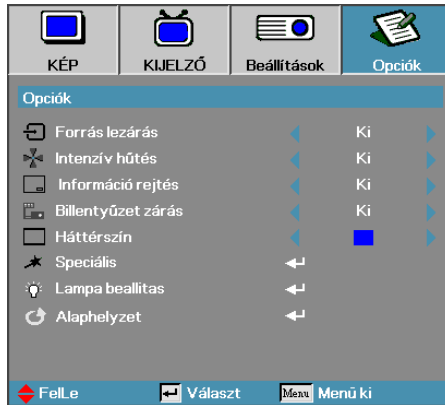 KÉP KIJELZŐ Beállítások Opciók
Opciók
Forrás lezárás Ki
Intenzív hűtés Ki
Információ rejtés Ki
Billentyűzet zárás Ki
Háttérszín
Speciális
Lampa beallitas
Alaphelyzet
FelLe Választ Menu Menü ki